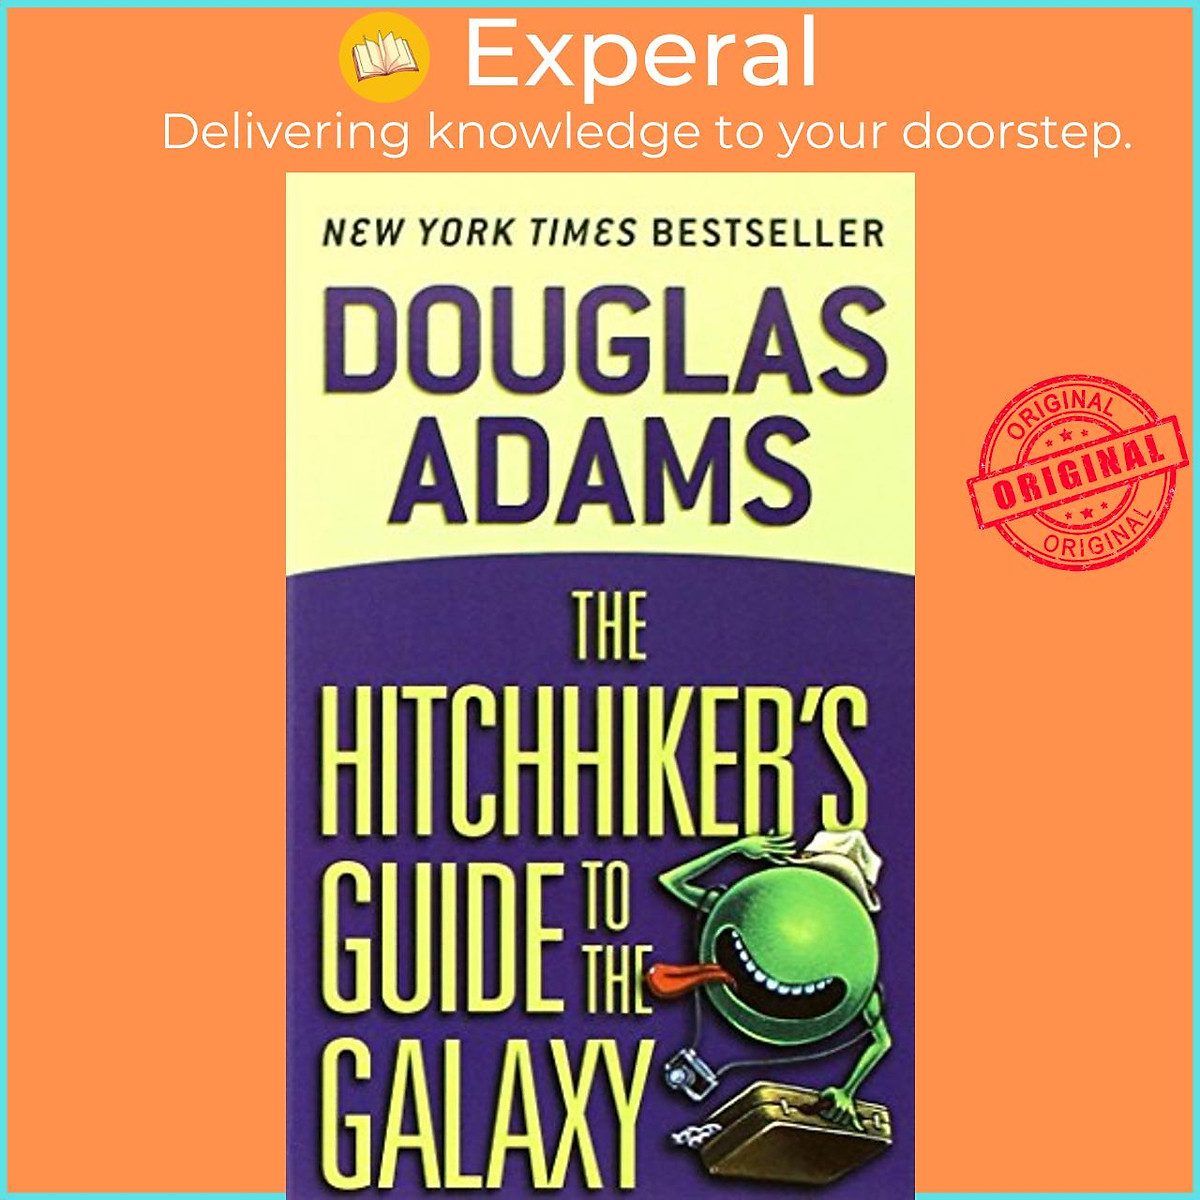 Experal
Delivering knowledge to your doorstep.
NEW YORK TIMES BESTSELLER
DOUGLAS
ADAMS
THE
HITCHHIKER'S
GUIDE TO THE
GALAXY
ORIGINAL
ORIGINAL
ORIGINAL